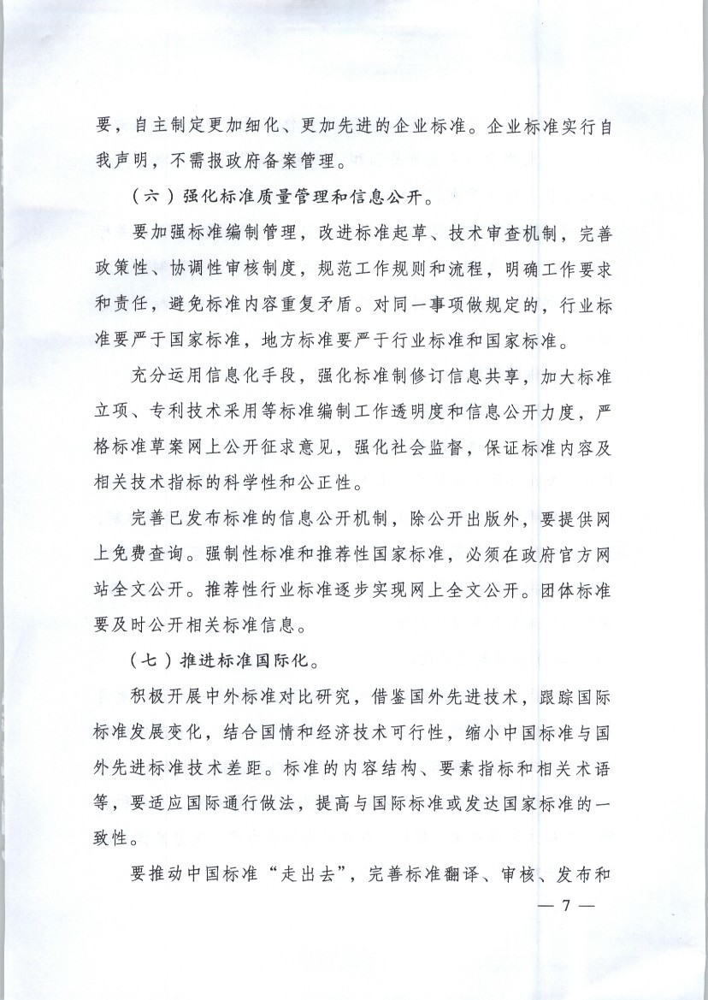 要，自主制定更加细化、更加先进的企业标准。企业标准实行自
我声明，不需报政府备案管理。
（六）强化标准质量管理和信息公开。
要加强标准编制管理，改进标准起草、技术审查机制，完善
政策性、协调性审核制度，规范工作规则和流程，明确工作要求
和责任，避免标准内容重复矛盾。对同一事项做规定的，行业标
准要严于国家标准，地方标准要严于行业标准和国家标准。
充分运用信息化手段，强化标准制修订信息共享，加大标准
立项、专利技术采用等标准编制工作透明度和信息公开力度，严
格标准草案网上公开征求意见，强化社会监督，保证标准内容及
相关技术指标的科学性和公正性。
完善已发布标准的信息公开机制，除公开出版外，要提供网
上免费查询。强制性标准和推荐性国家标准，必须在政府官方网
站全文公开。推荐性行业标准逐步实现网上全文公开。团体标准
要及时公开相关标准信息。
（七）推进标准国际化。
积极开展中外标准对比研究，借鉴国外先进技术，跟踪国际
标准发展变化，结合国情和经济技术可行性，缩小中国标准与国
外先进标准技术差距。标准的内容结构、要素指标和相关术语
等，要适应国际通行做法，提高与国际标准或发达国家标准的一
致性。
要推动中国标准“走出去”，完善标准翻译、审核、发布和
— 7 —